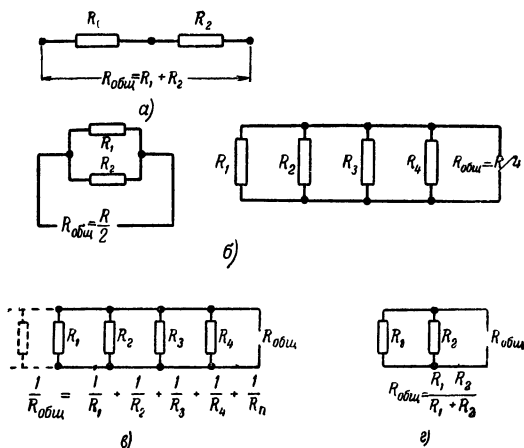 R₁ R₂
Rобщ=R₁ + R₂
а)
R₁
R₂
Rобщ=R/2
R₁ R₂ R₃ R₄ Rобщ=R/4
б)
R₁ R₂ R₃ R₄ Rобщ
1/Rобщ = 1/R₁ + 1/R₂ + 1/R₃ + 1/R₄ + 1/Rп
в)
R₁ R₂ Rобщ
Rобщ= R₁ R₂/R₁ + R₂
г)